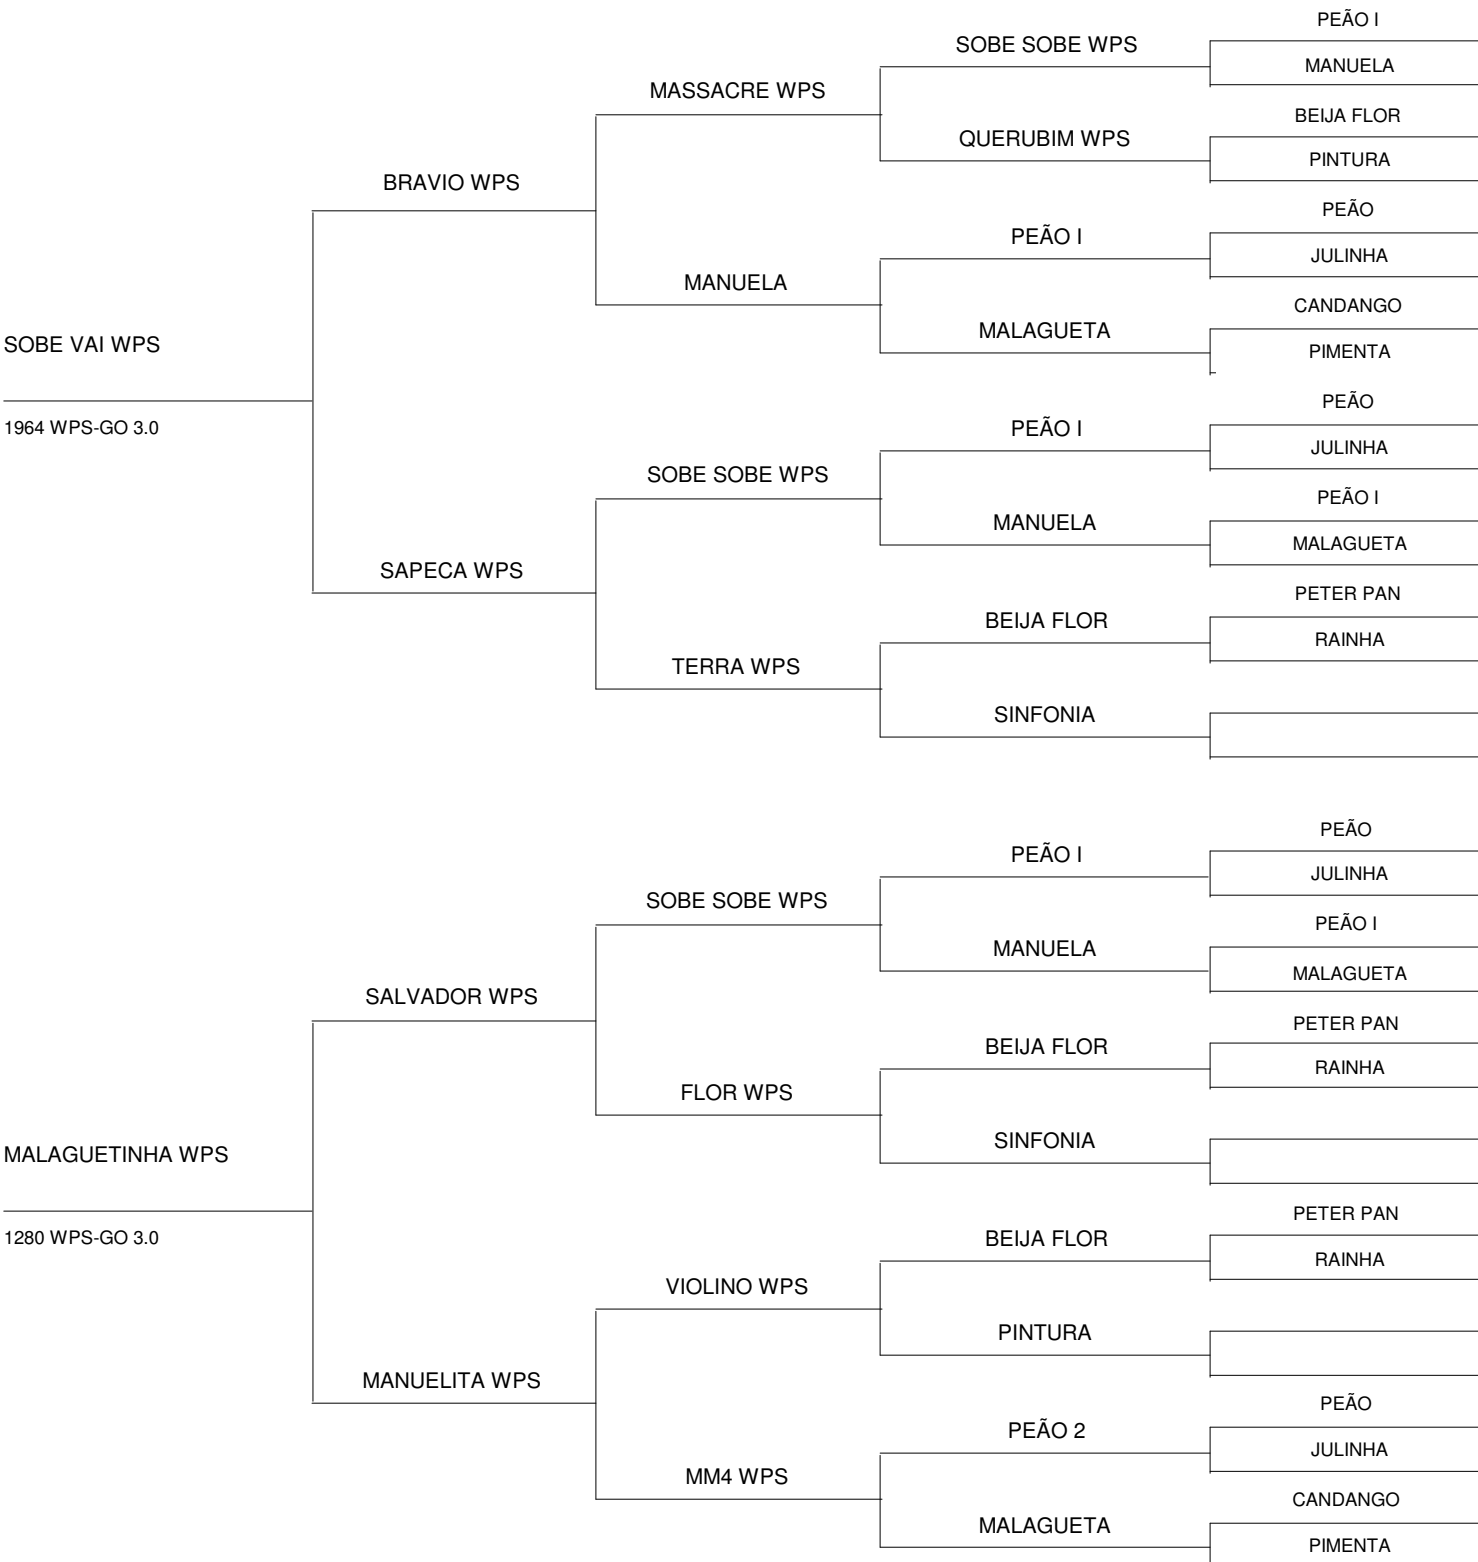 PEÃO I
SOBE SOBE WPS
MANUELA
MASSACRE WPS
BEIJA FLOR
QUERUBIM WPS
PINTURA
BRAVIO WPS
PEÃO
PEÃO I
JULINHA
MANUELA
CANDANGO
MALAGUETA
PIMENTA
SOBE VAI WPS
1964 WPS-GO 3.0
PEÃO
PEÃO I
JULINHA
SOBE SOBE WPS
PEÃO I
MANUELA
MALAGUETA
SAPECA WPS
PETER PAN
BEIJA FLOR
RAINHA
TERRA WPS
SINFONIA
PEÃO
PEÃO I
JULINHA
SOBE SOBE WPS
PEÃO I
MANUELA
MALAGUETA
SALVADOR WPS
PETER PAN
BEIJA FLOR
RAINHA
FLOR WPS
SINFONIA
MALAGUETINHA WPS
1280 WPS-GO 3.0
PETER PAN
BEIJA FLOR
RAINHA
VIOLINO WPS
PINTURA
MANUELITA WPS
PEÃO
PEÃO 2
JULINHA
MM4 WPS
CANDANGO
MALAGUETA
PIMENTA